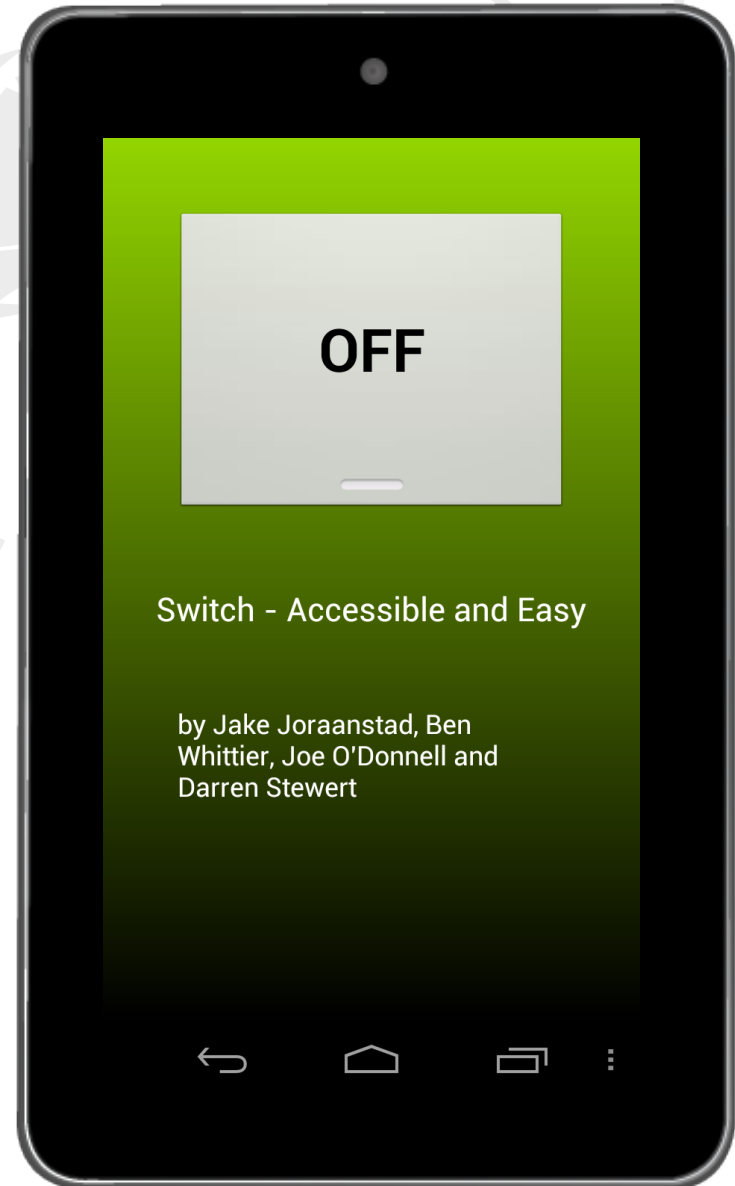 OFF
Switch - Accessible and Easy
by Jake Joraanstad, Ben
Whittier, Joe O'Donnell and
Darren Stewert